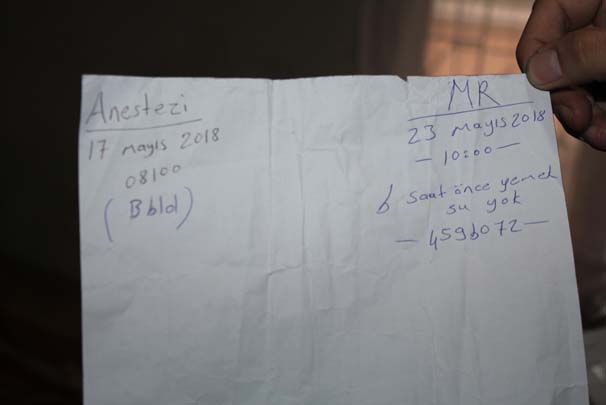 Anestezi
17 mayıs 2018
08:00
(B bld)
MR
23 mayıs 2018
— 10:00 —
6 saat önce yemek
su yok
— 4596072 —